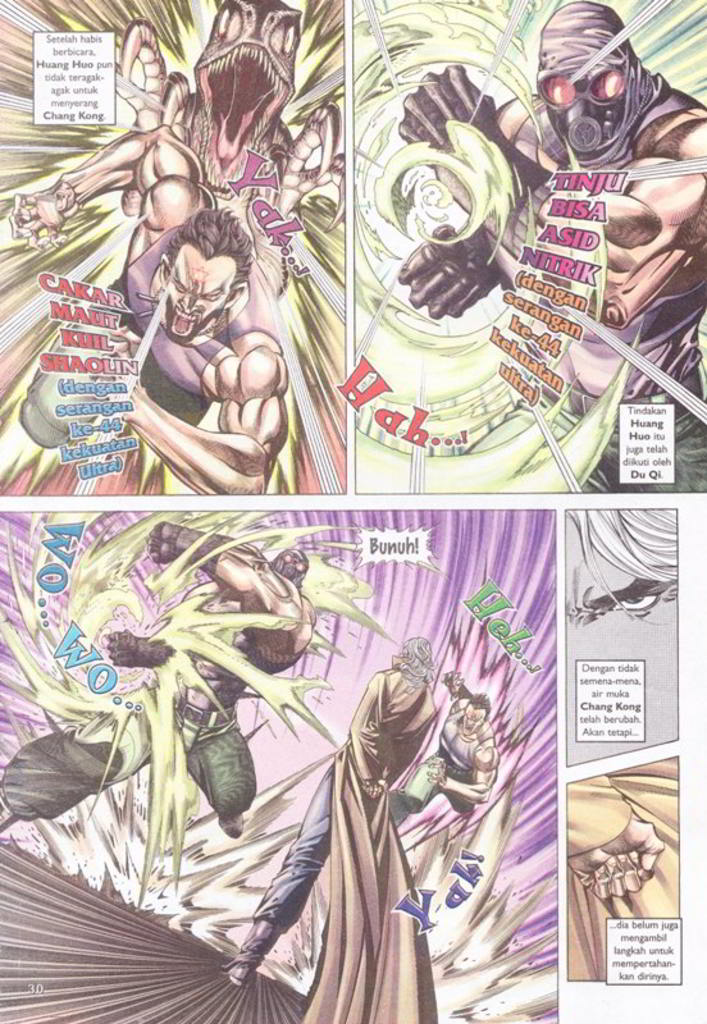 Setelah habis
berbicara,
Huang Huo pun
tidak teragak-
agak untuk
menyerang
Chang Kong.
Yak...!
CAKAR
MAUT
KUIL
SHAOLIN
(dengan
serangan
ke-44
kekuatan
Ultra)
TINJU
BISA
ASID
NITRIK
(dengan
serangan
ke-44
kekuatan
ultra)
Hah...!
Tindakan
Huang
Huo itu
juga telah
diikuti oleh
Du Qi.
WO...
WO...
Bunuh!
Heh...!
Yah!
Dengan tidak
semena-mena,
air muka
Chang Kong
telah berubah.
Akan tetapi...
...dia belum juga
mengambil
langkah untuk
mempertahan-
kan dirinya.
30